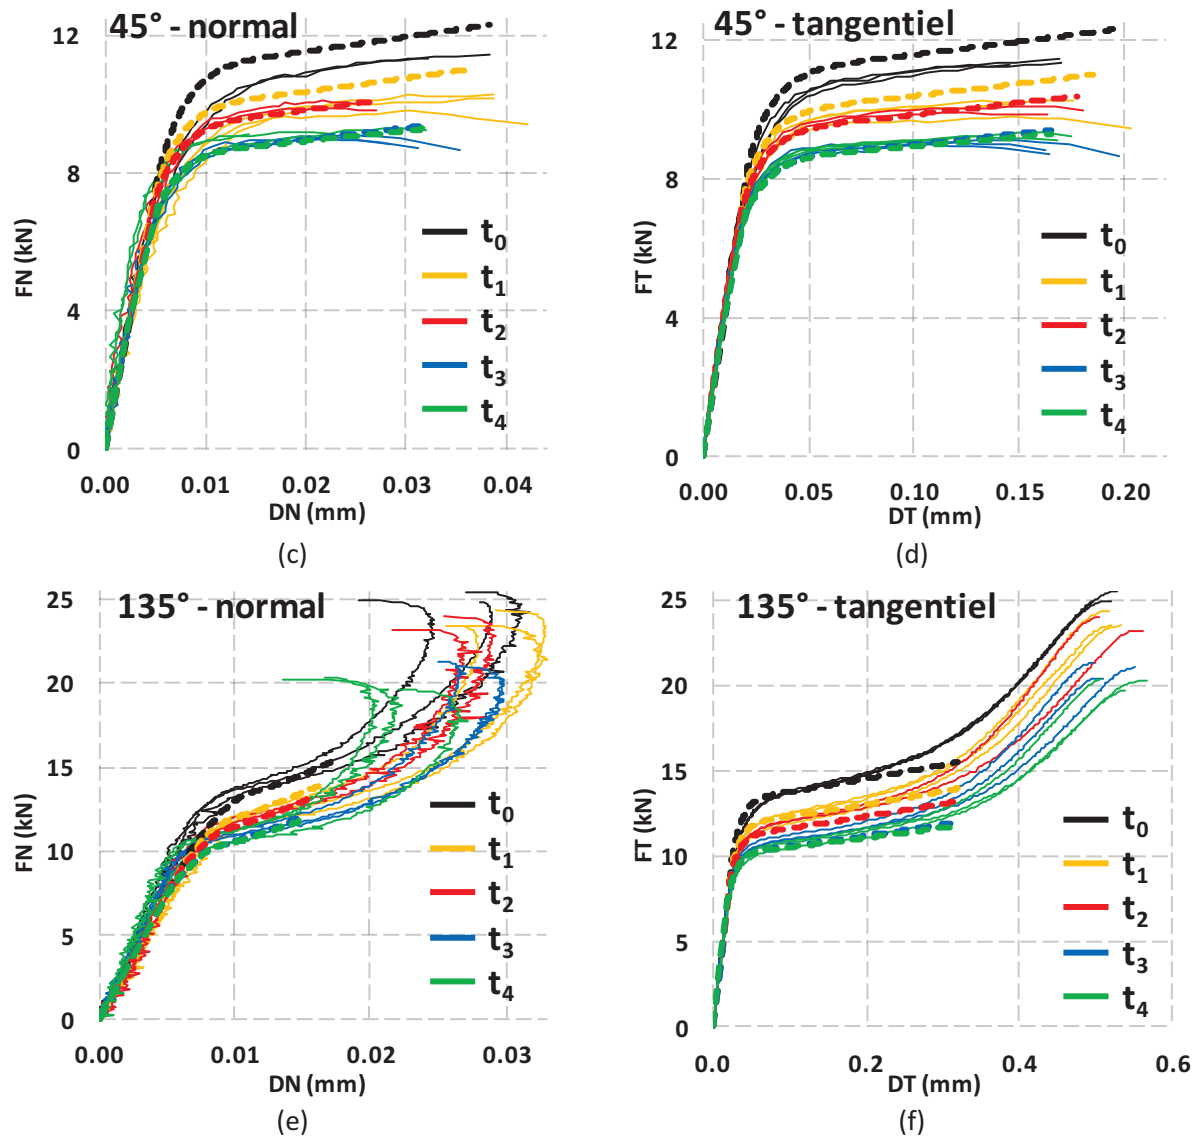 45° - normal
FN (kN)
12
8
4
0
t0
t1
t2
t3
t4
0.00 0.01 0.02 0.03 0.04
DN (mm)
(c)
45° - tangentiel
FT (kN)
12
8
4
0
t0
t1
t2
t3
t4
0.00 0.05 0.10 0.15 0.20
DT (mm)
(d)
135° - normal
FN (kN)
25
20
15
10
5
0
t0
t1
t2
t3
t4
0.00 0.01 0.02 0.03
DN (mm)
(e)
135° - tangentiel
FT (kN)
25
20
15
10
5
0
t0
t1
t2
t3
t4
0.0 0.2 0.4 0.6
DT (mm)
(f)